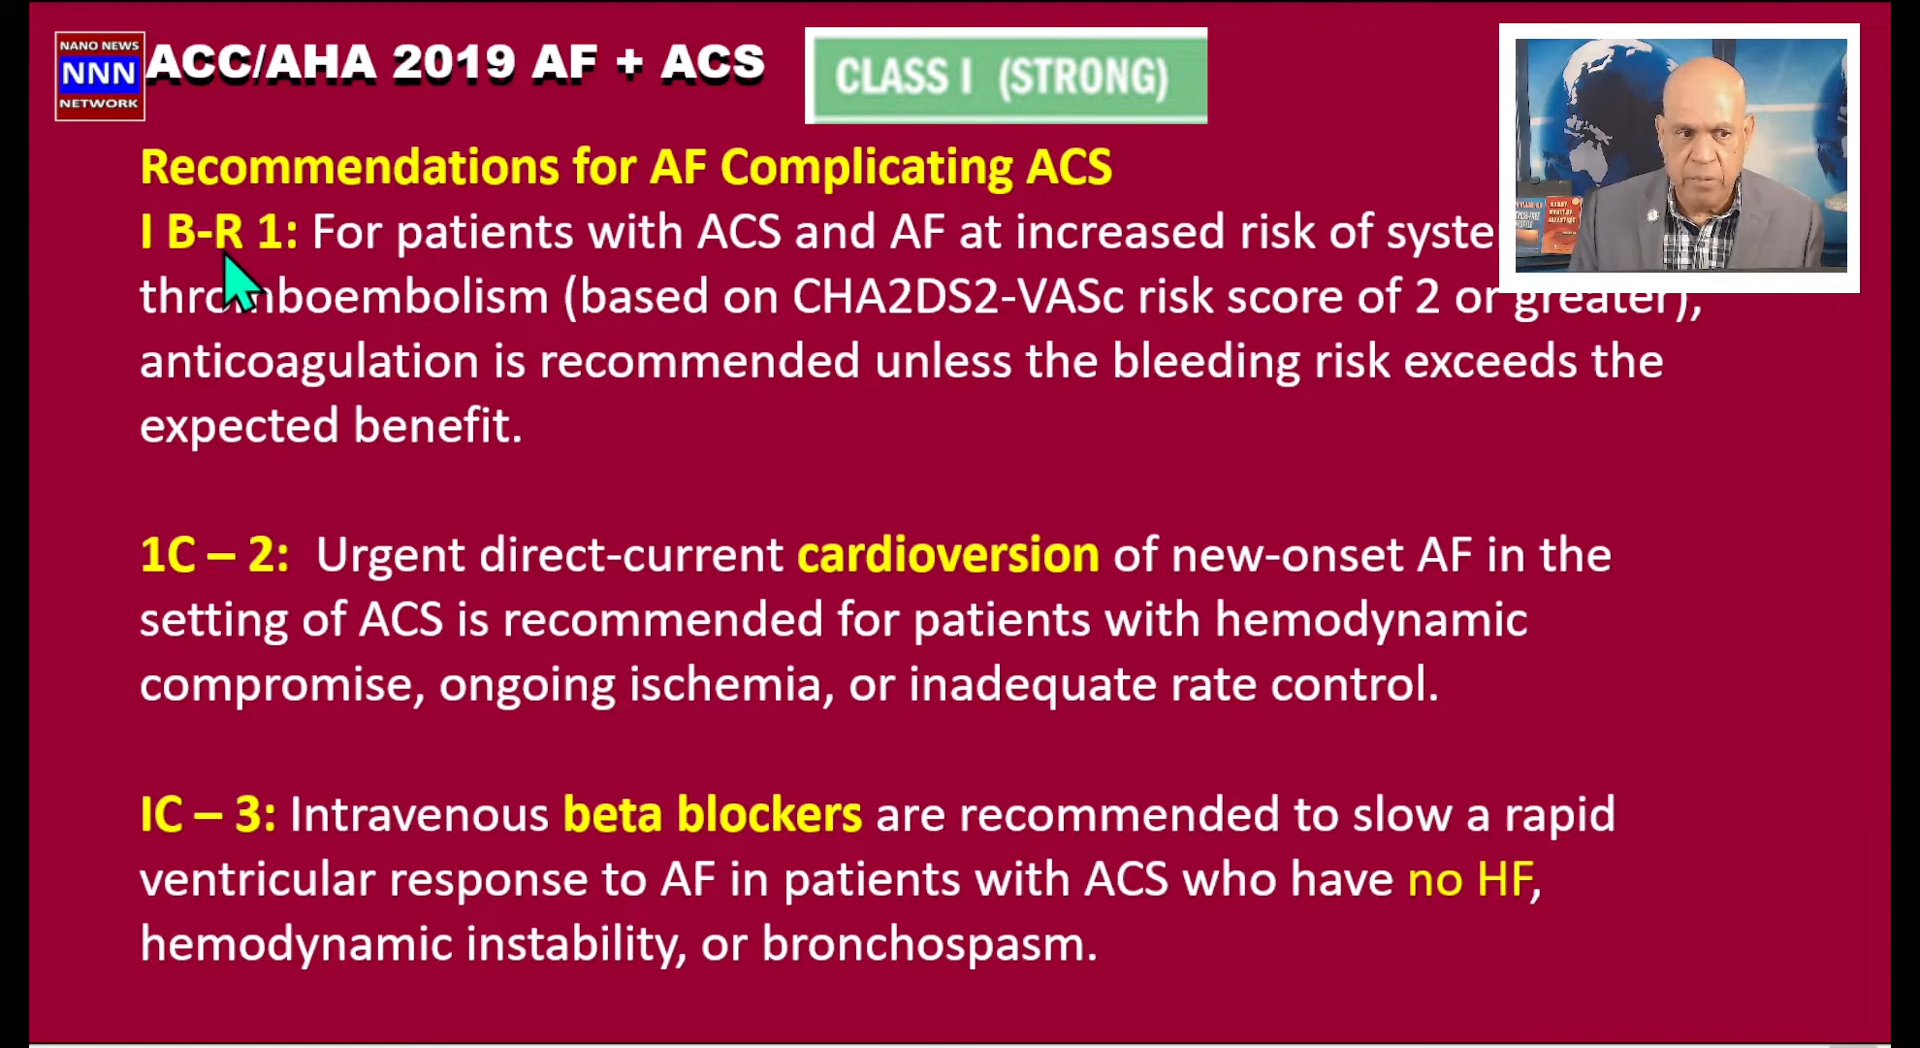 NANO NEWS
NNN
NETWORK
ACC/AHA 2019 AF + ACS
CLASS I (STRONG)
Recommendations for AF Complicating ACS
I B-R 1: For patients with ACS and AF at increased risk of syste
thromboembolism (based on CHA2DS2-VASc risk score of 2 or greater),
anticoagulation is recommended unless the bleeding risk exceeds the
expected benefit.
1C – 2: Urgent direct-current cardioversion of new-onset AF in the
setting of ACS is recommended for patients with hemodynamic
compromise, ongoing ischemia, or inadequate rate control.
IC – 3: Intravenous beta blockers are recommended to slow a rapid
ventricular response to AF in patients with ACS who have no HF,
hemodynamic instability, or bronchospasm.